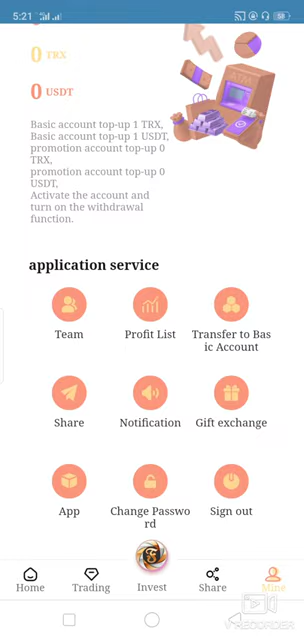 5:21
58
0 TRX
ATM
0 USDT
Basic account top-up 1 TRX,
Basic account top-up 1 USDT,
promotion account top-up 0
TRX,
promotion account top-up 0
USDT,
Activate the account and
turn on the withdrawal
function.
application service
Team
Profit List
Transfer to Bas
ic Account
Share
Notification
Gift exchange
App
Change Passwo
rd
Sign out
Home
Trading
Invest
Share
Mine
V RECORDER